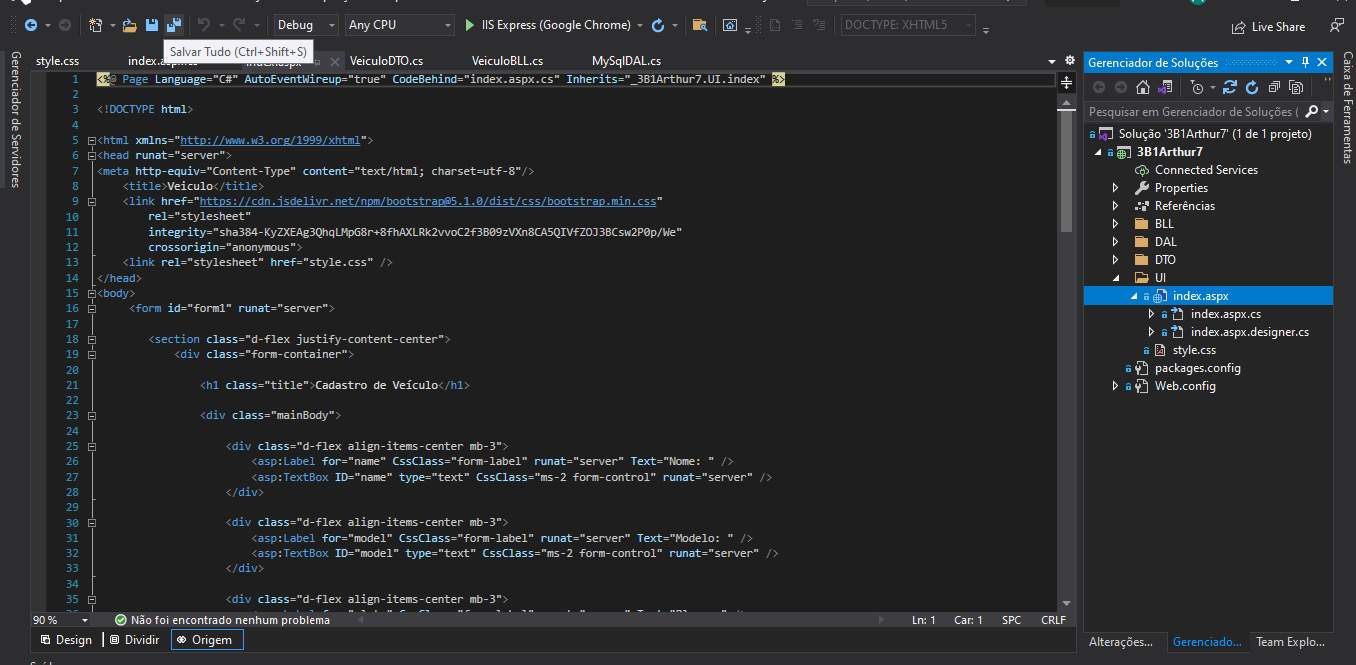 Debug Any CPU IIS Express (Google Chrome) DOCTYPE: XHTML5 Live Share
Salvar Tudo (Ctrl+Shift+S)
style.css index.aspx.cs index.aspx VeiculoDTO.cs VeiculoBLL.cs MySqlDAL.cs
Gerenciador de Servidores
1 <%@ Page Language="C#" AutoEventWireup="true" CodeBehind="index.aspx.cs" Inherits="_3B1Arthur7.UI.index" %>
2
3 <!DOCTYPE html>
4
5 <html xmlns="http://www.w3.org/1999/xhtml">
6 <head runat="server">
7 <meta http-equiv="Content-Type" content="text/html; charset=utf-8"/>
8 <title>Veiculo</title>
9 <link href="https://cdn.jsdelivr.net/npm/bootstrap@5.1.0/dist/css/bootstrap.min.css"
10 rel="stylesheet"
11 integrity="sha384-KyZXEAg3QhqLMpG8r+8fhAXLRk2vvoC2f3B09zVXn8CA5QIVfZOJ3BCsw2P0p/We"
12 crossorigin="anonymous">
13 <link rel="stylesheet" href="style.css" />
14 </head>
15 <body>
16 <form id="form1" runat="server">
17
18 <section class="d-flex justify-content-center">
19 <div class="form-container">
20
21 <h1 class="title">Cadastro de Veículo</h1>
22
23 <div class="mainBody">
24
25 <div class="d-flex align-items-center mb-3">
26 <asp:Label for="name" CssClass="form-label" runat="server" Text="Nome: " />
27 <asp:TextBox ID="name" type="text" CssClass="ms-2 form-control" runat="server" />
28 </div>
29
30 <div class="d-flex align-items-center mb-3">
31 <asp:Label for="model" CssClass="form-label" runat="server" Text="Modelo: " />
32 <asp:TextBox ID="model" type="text" CssClass="ms-2 form-control" runat="server" />
33 </div>
34
35 <div class="d-flex align-items-center mb-3">
90 % Não foi encontrado nenhum problema Ln: 1 Car: 1 SPC CRLF
Design Dividir Origem
Gerenciador de Soluções
Pesquisar em Gerenciador de Soluções (
Solução '3B1Arthur7' (1 de 1 projeto)
3B1Arthur7
Connected Services
Properties
Referências
BLL
DAL
DTO
UI
index.aspx
index.aspx.cs
index.aspx.designer.cs
style.css
packages.config
Web.config
Alterações... Gerenciado... Team Explo...
Caixa de Ferramentas